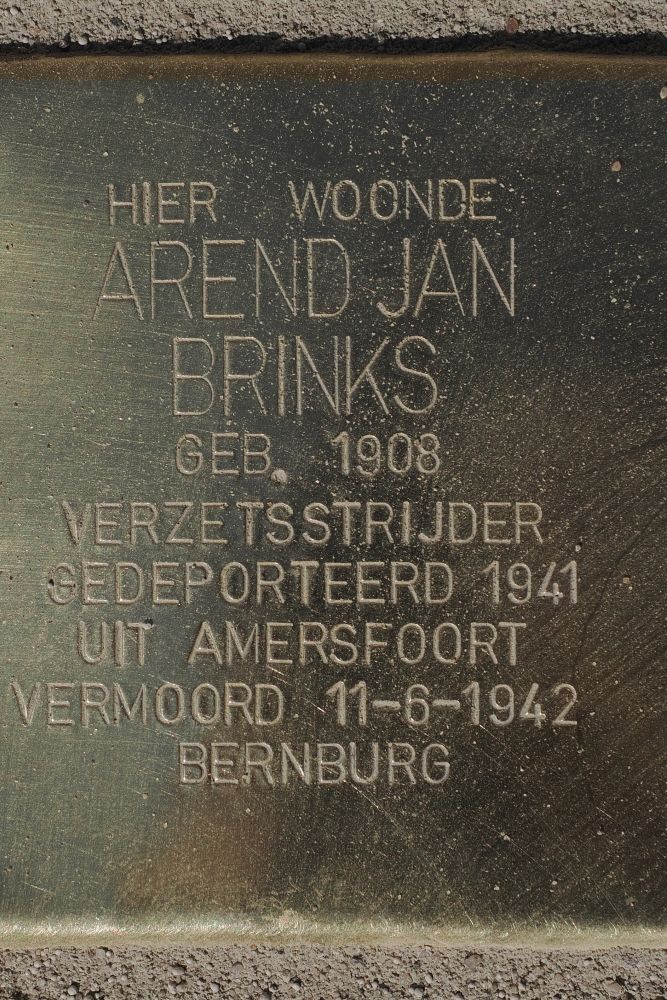 HIER WOONDE
AREND JAN
BRINKS
GEB. 1908
VERZETSSTRIJDER
GEDEPORTEERD 1941
UIT AMERSFOORT
VERMOORD 11-6-1942
BERNBURG